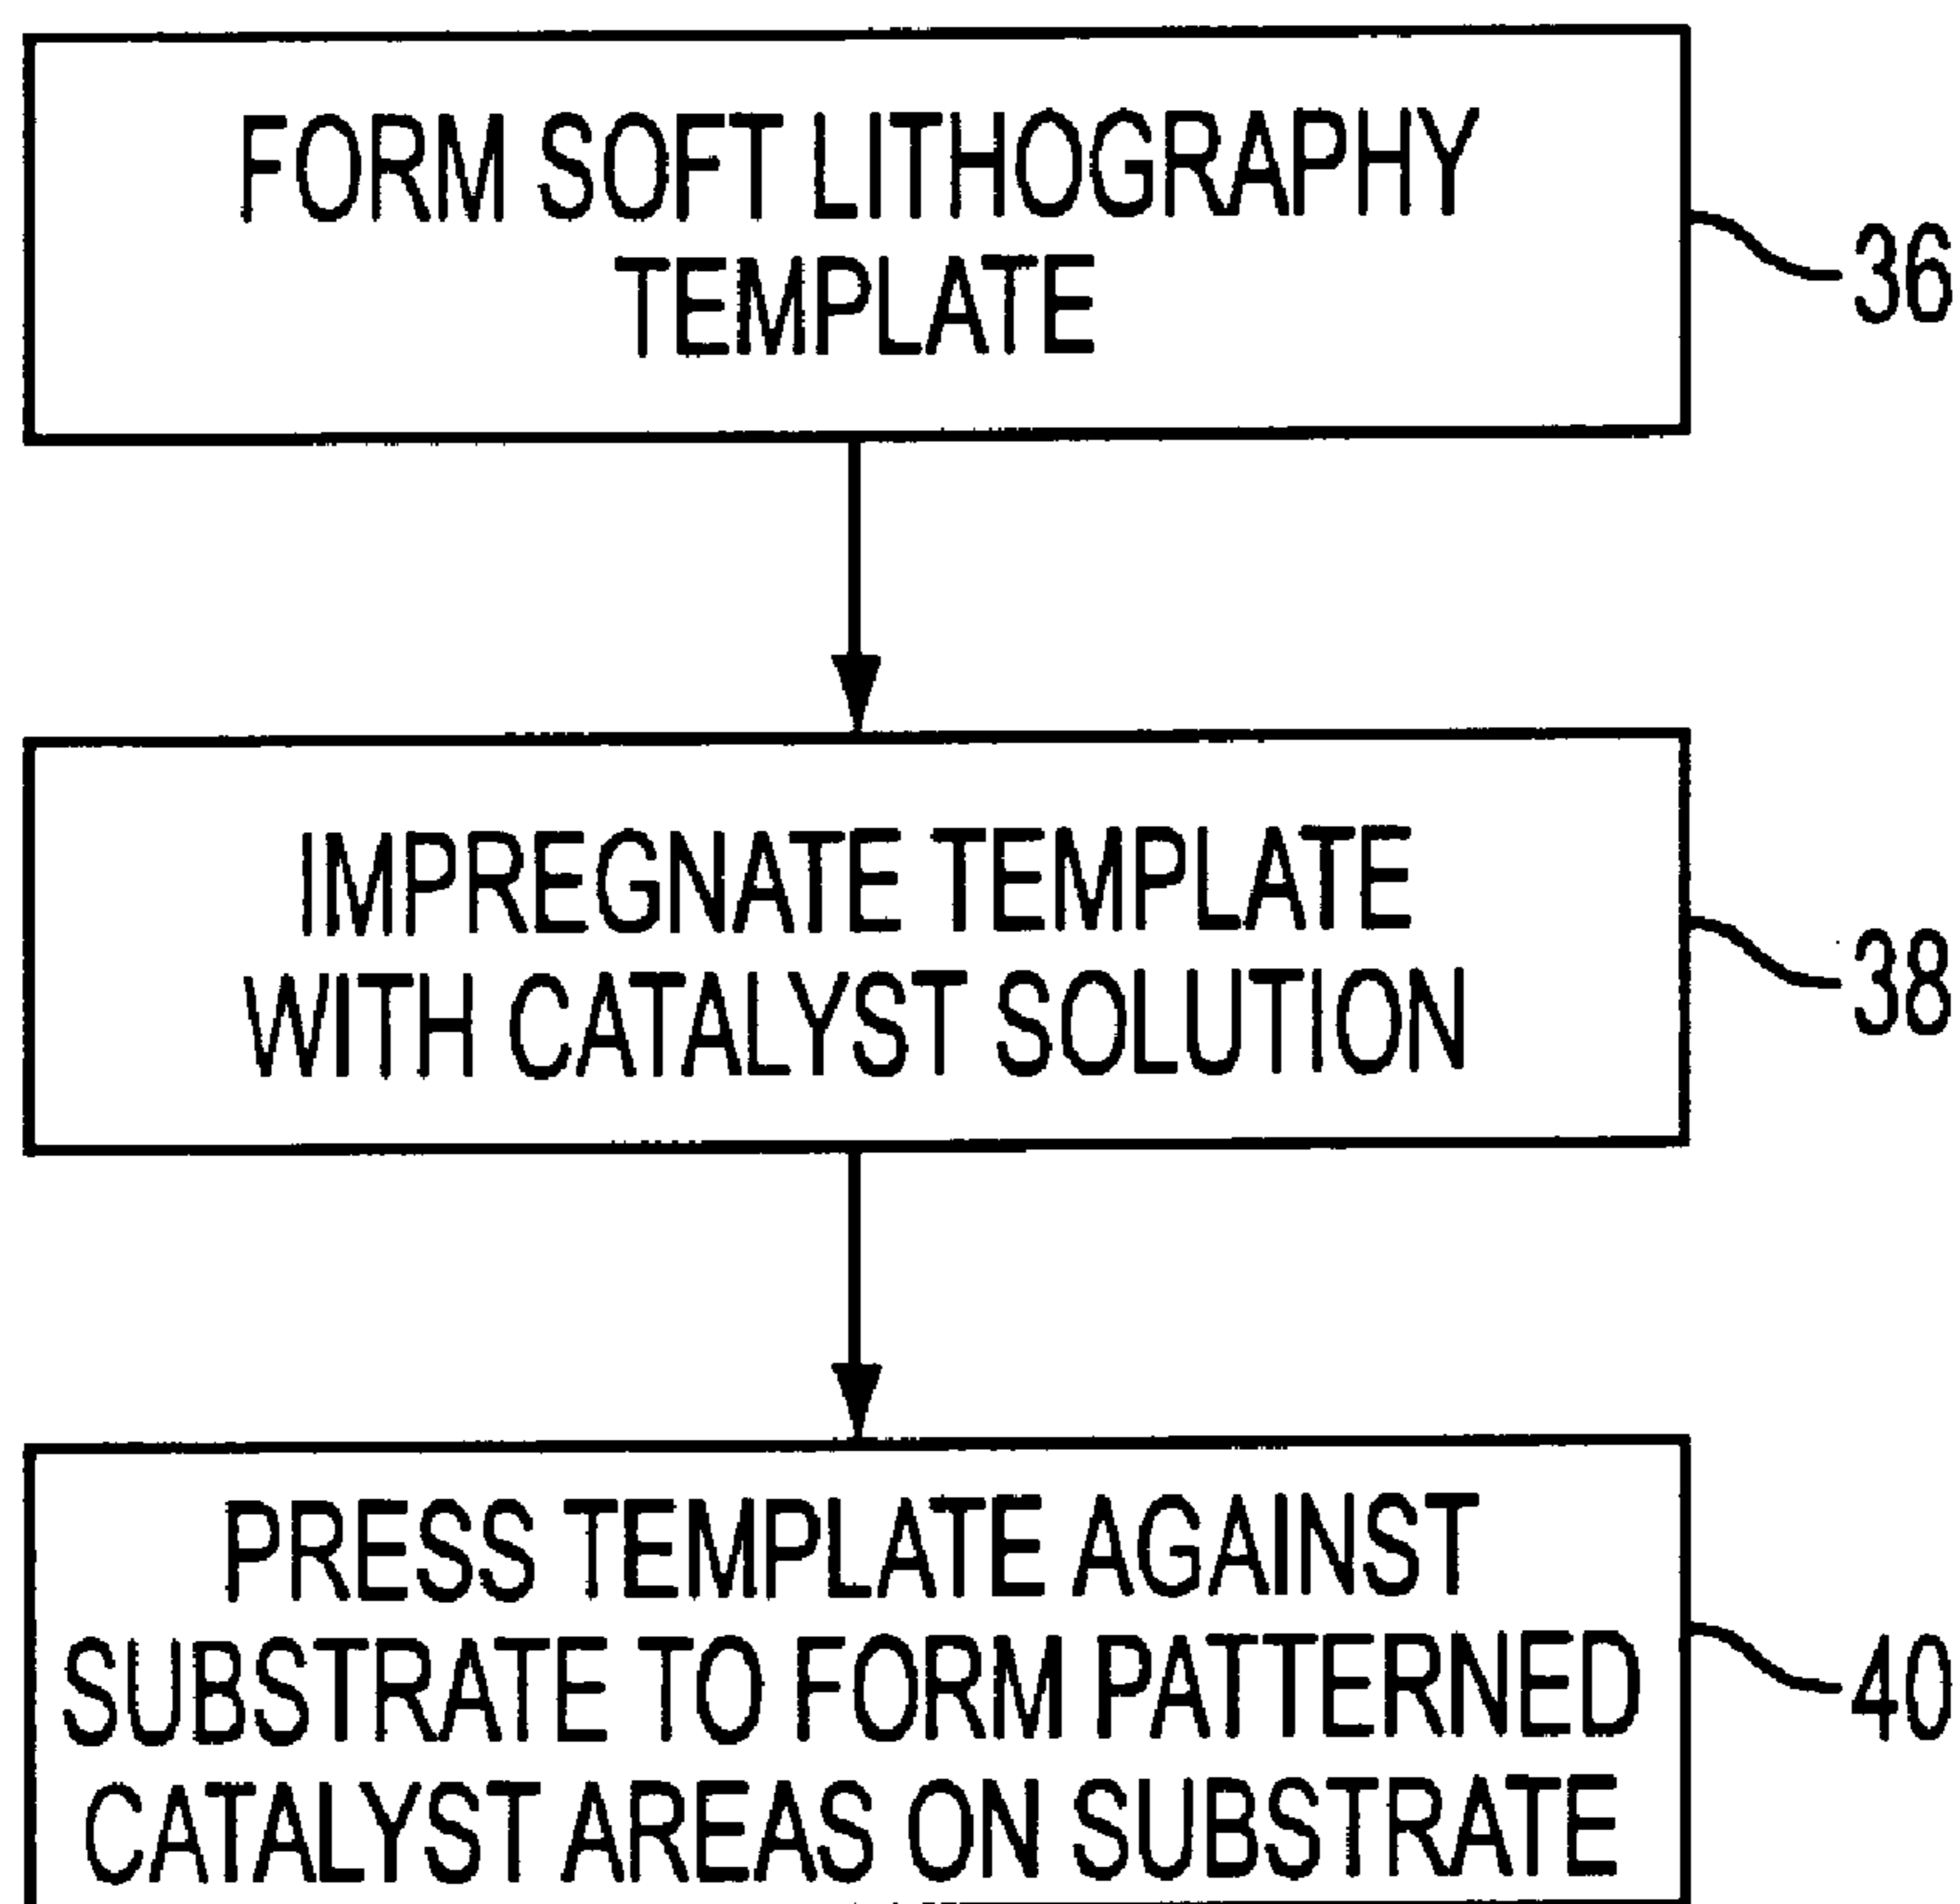 FORM SOFT LITHOGRAPHY
TEMPLATE
36
IMPREGNATE TEMPLATE
WITH CATALYST SOLUTION
38
PRESS TEMPLATE AGAINST
SUBSTRATE TO FORM PATTERNED
CATALYST AREAS ON SUBSTRATE
40